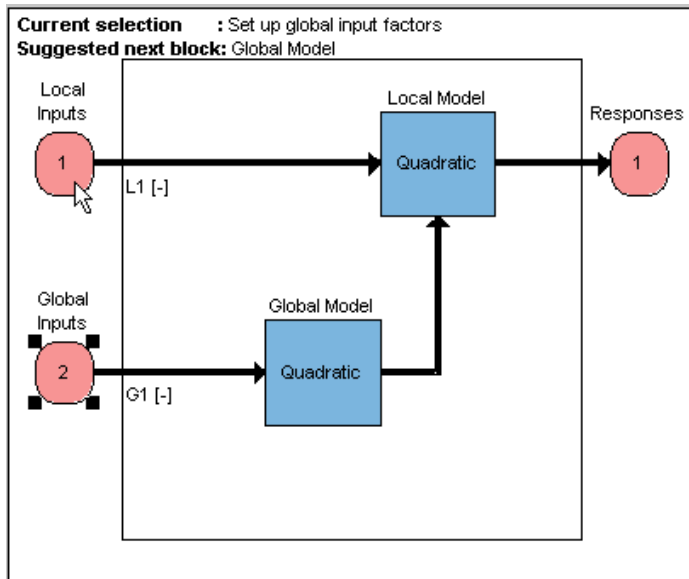 Current selection : Set up global input factors
Suggested next block: Global Model
Local
Inputs
Local Model
Responses
1
Quadratic
1
L1 [-]
Global
Inputs
Global Model
2
Quadratic
G1 [-]